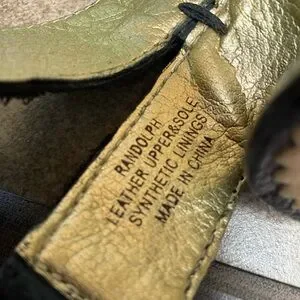 RANDOLPH
LEATHER UPPER&SOLE
SYNTHETIC LININGS
MADE IN CHINA